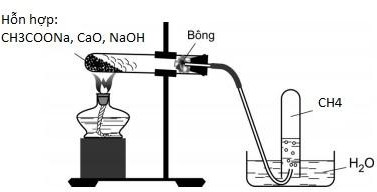 Hỗn hợp:
CH3COONa, CaO, NaOH
Bông
CH4
H₂O